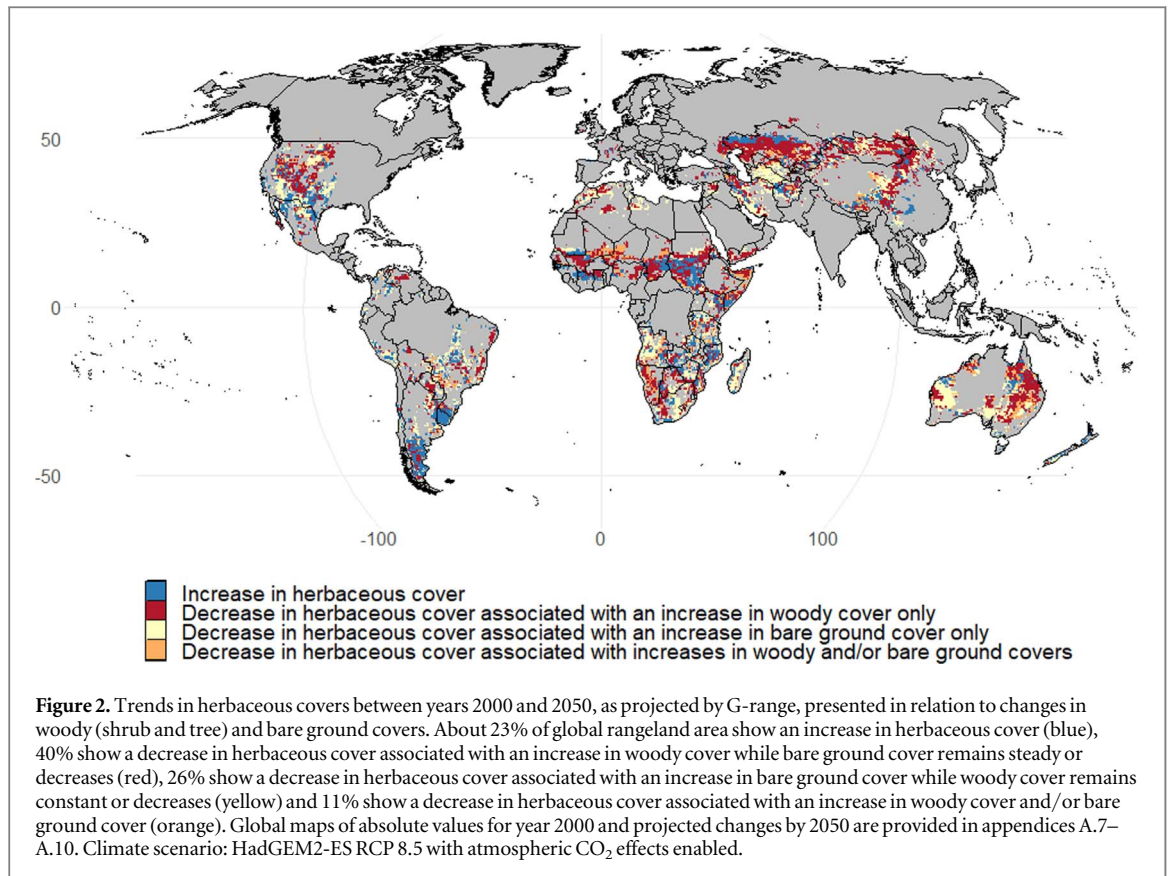 50
0
-50
-100
0
100
Increase in herbaceous cover
Decrease in herbaceous cover associated with an increase in woody cover only
Decrease in herbaceous cover associated with an increase in bare ground cover only
Decrease in herbaceous cover associated with increases in woody and/or bare ground covers
Figure 2. Trends in herbaceous covers between years 2000 and 2050, as projected by G-range, presented in relation to changes in
woody (shrub and tree) and bare ground covers. About 23% of global rangeland area show an increase in herbaceous cover (blue),
40% show a decrease in herbaceous cover associated with an increase in woody cover while bare ground cover remains steady or
decreases (red), 26% show a decrease in herbaceous cover associated with an increase in bare ground cover while woody cover remains
constant or decreases (yellow) and 11% show a decrease in herbaceous cover associated with an increase in woody cover and/or bare
ground cover (orange). Global maps of absolute values for year 2000 and projected changes by 2050 are provided in appendices A.7–
A.10. Climate scenario: HadGEM2-ES RCP 8.5 with atmospheric CO₂ effects enabled.